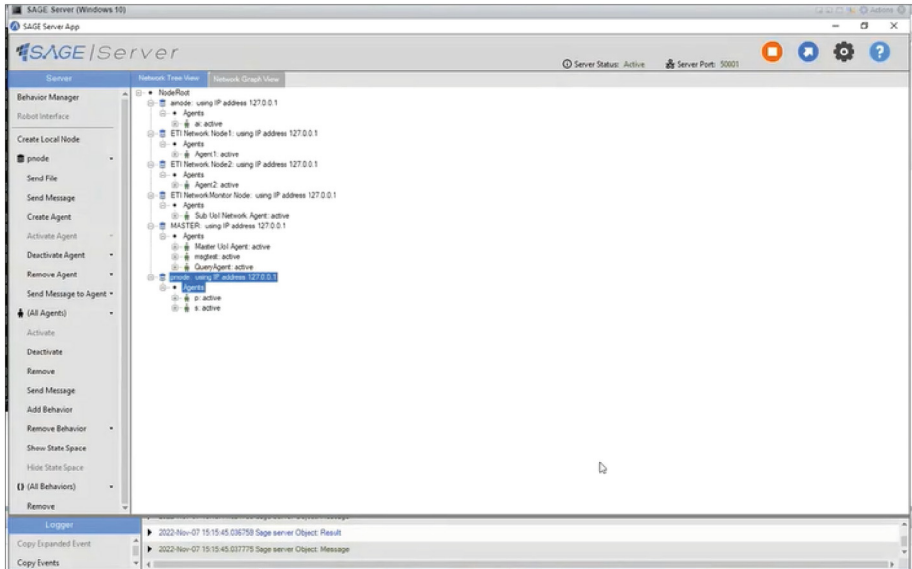 SAGE Server (Windows 10)
Actions
SAGE Server App
SAGE|Server
Server Status: Active
Server Port: 50001
Server
Network Tree View
Network Graph View
Behavior Manager
Robot Interface
Create Local Node
pnode
Send File
Send Message
Create Agent
Activate Agent
Deactivate Agent
Remove Agent
Send Message to Agent
(All Agents)
Activate
Deactivate
Remove
Send Message
Add Behavior
Remove Behavior
Show State Space
Hide State Space
{} (All Behaviors)
Remove
NodeRoot
ainode: using IP address 127.0.0.1
Agents
ai: active
ETI Network Node1: using IP address 127.0.0.1
Agents
Agent1: active
ETI Network Node2: using IP address 127.0.0.1
Agents
Agent2: active
ETI NetworkMonitor Node: using IP address 127.0.0.1
Agents
Sub UoI Network Agent: active
MASTER: using IP address 127.0.0.1
Agents
Master UoI Agent: active
msgtest: active
QueryAgent: active
pnode: using IP address 127.0.0.1
Agents
p: active
s: active
Logger
Copy Expanded Event
Copy Events
2022-Nov-07 15:15:45.036758 Sage server Object: Result
2022-Nov-07 15:15:45.037775 Sage server Object: Message